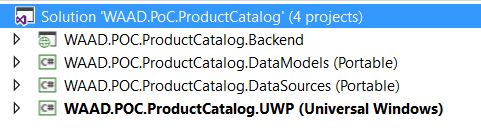 Solution 'WAAD.PoC.ProductCatalog' (4 projects)
WAAD.POC.ProductCatalog.Backend
C# WAAD.POC.ProductCatalog.DataModels (Portable)
C# WAAD.POC.ProductCatalog.DataSources (Portable)
C# WAAD.POC.ProductCatalog.UWP (Universal Windows)